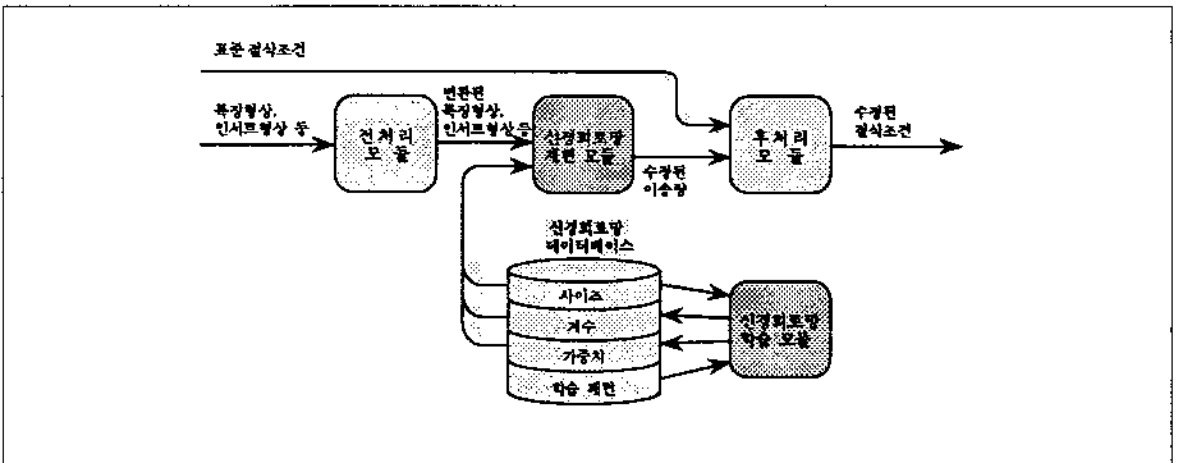 표준 절삭조건
특징형상,
인서트형상 등
전처리
모듈
변환된
특징형상,
인서트형상등
신경회로망
재현 모듈
수정된
이송량
후처리
모듈
수정된
절삭조건
신경회로망
데이터베이스
사이즈
계수
가중치
학습 패턴
신경회로망
학습 모듈